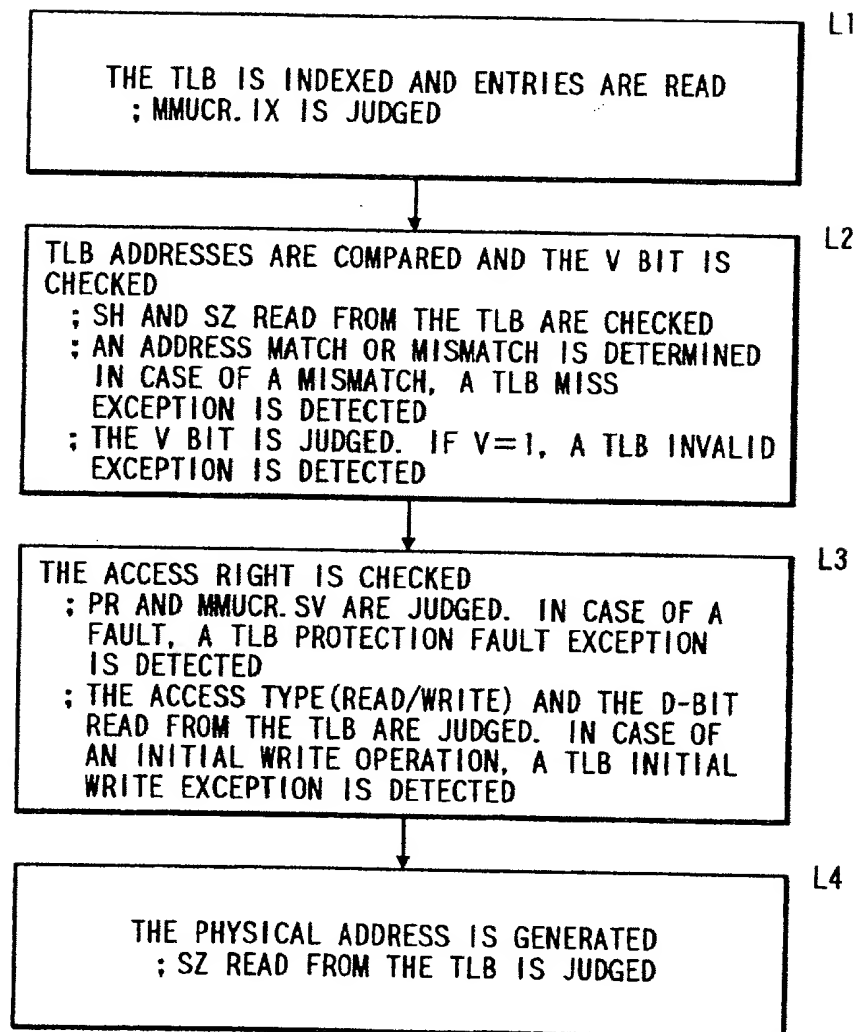 L1
THE TLB IS INDEXED AND ENTRIES ARE READ
; MMUCR.IX IS JUDGED
L2
TLB ADDRESSES ARE COMPARED AND THE V BIT IS
CHECKED
; SH AND SZ READ FROM THE TLB ARE CHECKED
; AN ADDRESS MATCH OR MISMATCH IS DETERMINED
IN CASE OF A MISMATCH, A TLB MISS
EXCEPTION IS DETECTED
; THE V BIT IS JUDGED. IF V=1, A TLB INVALID
EXCEPTION IS DETECTED
L3
THE ACCESS RIGHT IS CHECKED
; PR AND MMUCR.SV ARE JUDGED. IN CASE OF A
FAULT, A TLB PROTECTION FAULT EXCEPTION
IS DETECTED
; THE ACCESS TYPE(READ/WRITE) AND THE D-BIT
READ FROM THE TLB ARE JUDGED. IN CASE OF
AN INITIAL WRITE OPERATION, A TLB INITIAL
WRITE EXCEPTION IS DETECTED
L4
THE PHYSICAL ADDRESS IS GENERATED
; SZ READ FROM THE TLB IS JUDGED